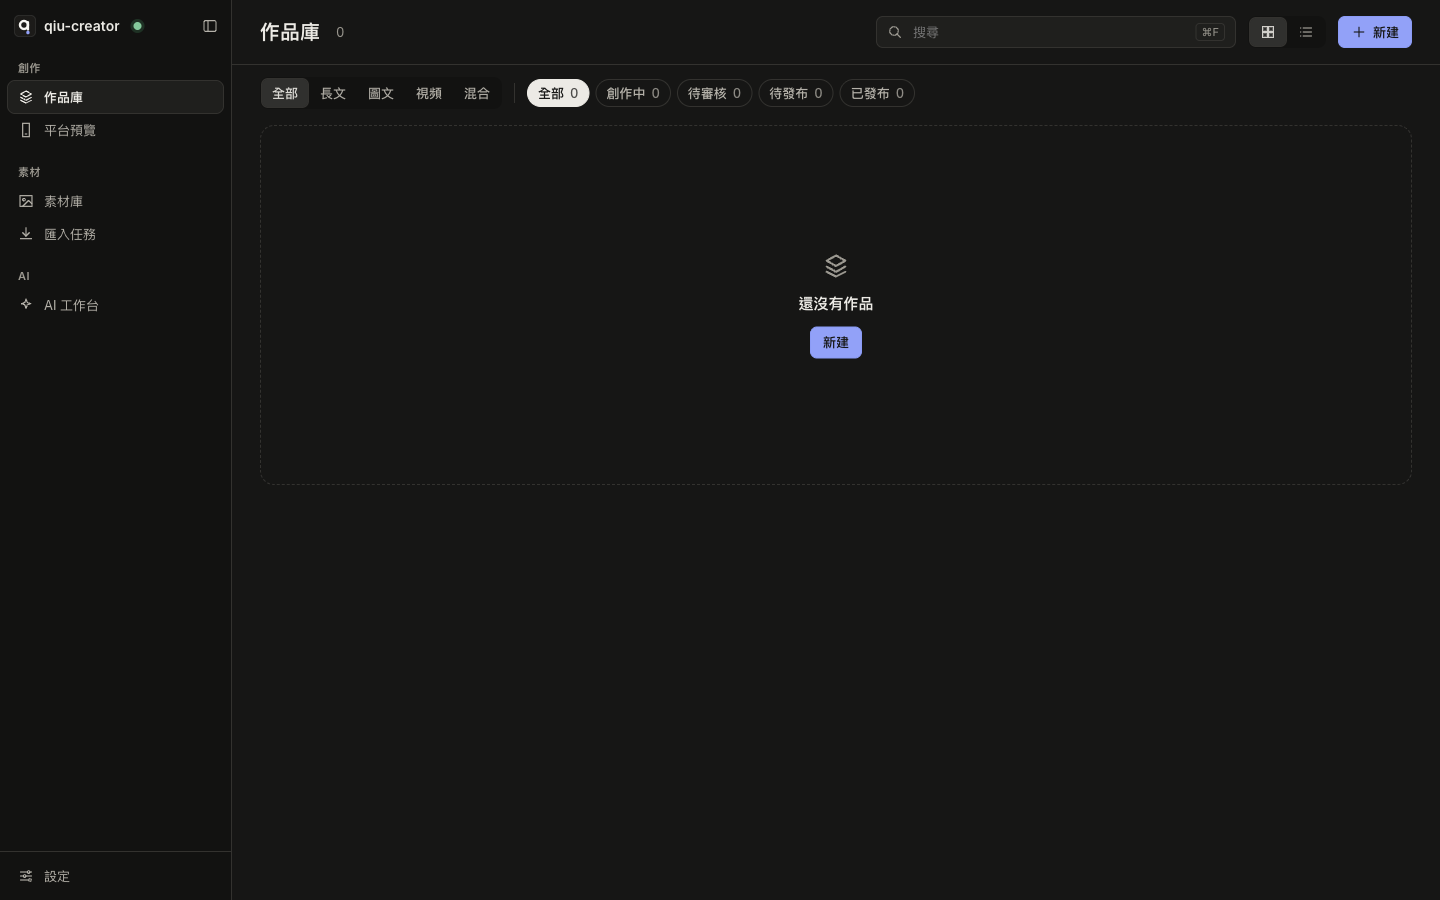 qiu-creator
創作
作品庫
平台預覽
素材
素材庫
匯入任務
AI
AI 工作台
設定
作品庫 0
搜尋 ⌘F
新建
全部 長文 圖文 視頻 混合
全部 0 創作中 0 待審核 0 待發布 0 已發布 0
還沒有作品
新建